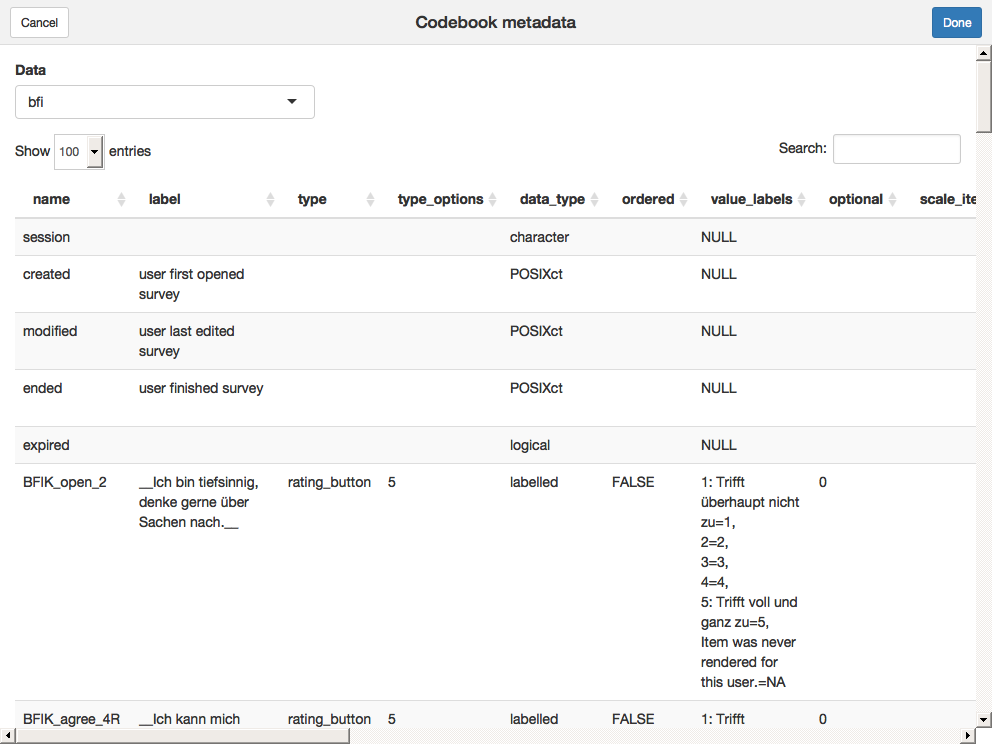 Cancel Codebook metadata Done
Data
bfi
Show 100 entries Search:
name label type type_options data_type ordered value_labels optional scale_ite
session character NULL
created user first opened POSIXct NULL
survey
modified user last edited POSIXct NULL
survey
ended user finished survey POSIXct NULL
expired logical NULL
BFIK_open_2 __Ich bin tiefsinnig, rating_button 5 labelled FALSE 1: Trifft 0
denke gerne über überhaupt nicht
Sachen nach.__ zu=1,
2=2,
3=3,
4=4,
5: Trifft voll und
ganz zu=5,
Item was never
rendered for
this user.=NA
BFIK_agree_4R __Ich kann mich rating_button 5 labelled FALSE 1: Trifft 0